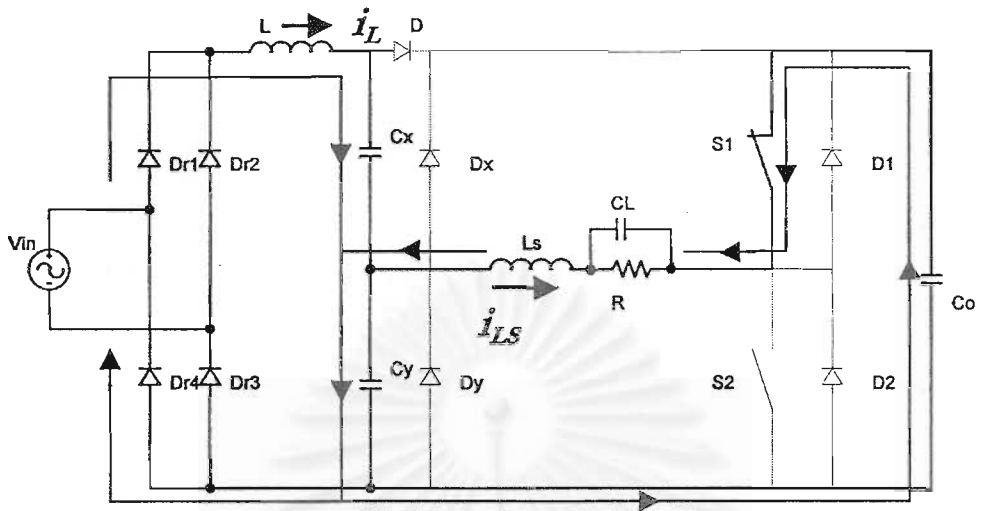 L i_L D
Cx
S1
Dr1 Dr2 Dx D1
CL
Vin
Ls
R
Co
i_LS
Dr4 Dr3 Cy Dy S2 D2